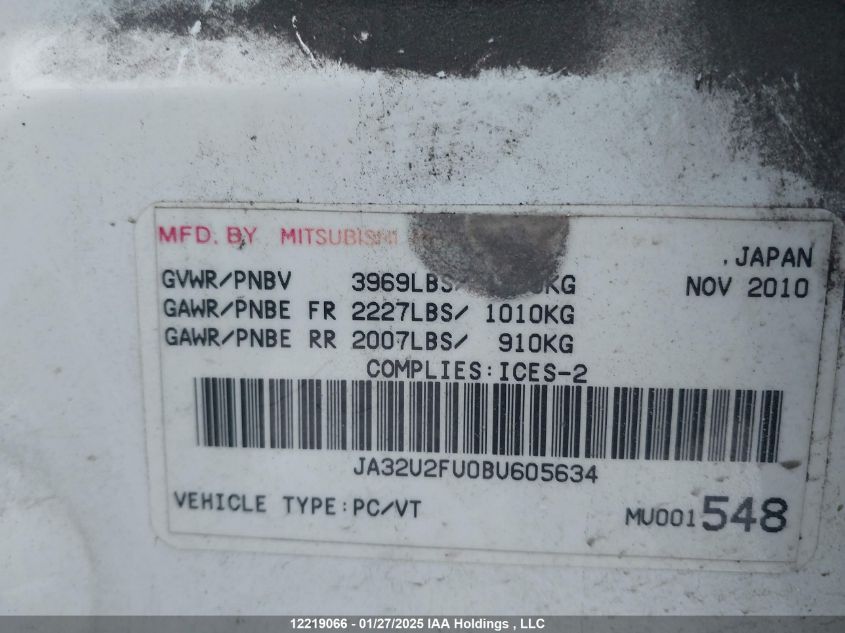 MFD. BY MITSUBISHI
. JAPAN
GVWR/PNBV 3969LBS/ KG
NOV 2010
GAWR/PNBE FR 2227LBS/ 1010KG
GAWR/PNBE RR 2007LBS/ 910KG
COMPLIES:ICES-2
JA32U2FU0BU605634
VEHICLE TYPE:PC/VT
MU001548
12219066 - 01/27/2025 IAA Holdings , LLC